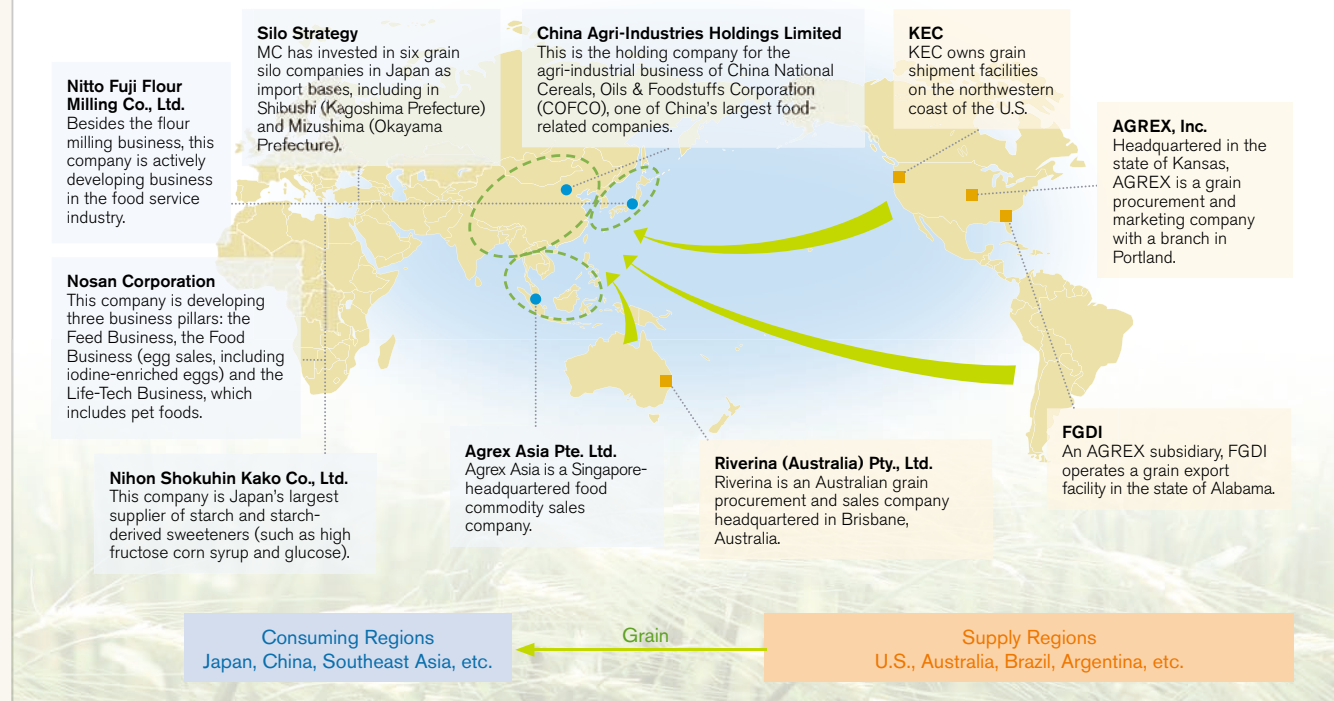 Silo Strategy
MC has invested in six grain
silo companies in Japan as
import bases, including in
Shibushi (Kagoshima Prefecture)
and Mizushima (Okayama
Prefecture).
China Agri-Industries Holdings Limited
This is the holding company for the
agri-industrial business of China National
Cereals, Oils & Foodstuffs Corporation
(COFCO), one of China's largest food-
related companies.
KEC
KEC owns grain
shipment facilities
on the northwestern
coast of the U.S.
Nitto Fuji Flour
Milling Co., Ltd.
Besides the flour
milling business, this
company is actively
developing business
in the food service
industry.
AGREX, Inc.
Headquartered in the
state of Kansas,
AGREX is a grain
procurement and
marketing company
with a branch in
Portland.
Nosan Corporation
This company is developing
three business pillars: the
Feed Business, the Food
Business (egg sales, including
iodine-enriched eggs) and the
Life-Tech Business, which
includes pet foods.
Nihon Shokuhin Kako Co., Ltd.
This company is Japan's largest
supplier of starch and starch-
derived sweeteners (such as high
fructose corn syrup and glucose).
Agrex Asia Pte. Ltd.
Agrex Asia is a Singapore-
headquartered food
commodity sales
company.
Riverina (Australia) Pty., Ltd.
Riverina is an Australian grain
procurement and sales company
headquartered in Brisbane,
Australia.
FGDI
An AGREX subsidiary, FGDI
operates a grain export
facility in the state of Alabama.
Consuming Regions
Japan, China, Southeast Asia, etc.
Grain
Supply Regions
U.S., Australia, Brazil, Argentina, etc.